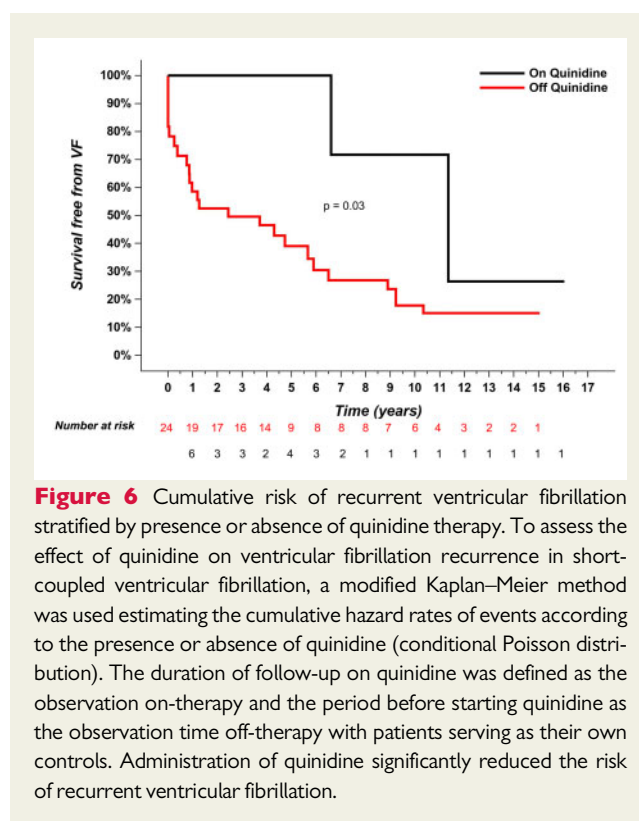 On Quinidine
Off Quinidine
100%
90%
80%
70%
60%
50%
40%
30%
20%
10%
0%
Survival free from VF
p = 0.03
0 1 2 3 4 5 6 7 8 9 10 11 12 13 14 15 16 17
Time (years)
Number at risk 24 19 17 16 14 9 8 8 8 7 6 4 3 2 2 1
6 3 3 2 4 3 2 1 1 1 1 1 1 1 1 1
Figure 6 Cumulative risk of recurrent ventricular fibrillation
stratified by presence or absence of quinidine therapy. To assess the
effect of quinidine on ventricular fibrillation recurrence in short-
coupled ventricular fibrillation, a modified Kaplan–Meier method
was used estimating the cumulative hazard rates of events according
to the presence or absence of quinidine (conditional Poisson distri-
bution). The duration of follow-up on quinidine was defined as the
observation on-therapy and the period before starting quinidine as
the observation time off-therapy with patients serving as their own
controls. Administration of quinidine significantly reduced the risk
of recurrent ventricular fibrillation.